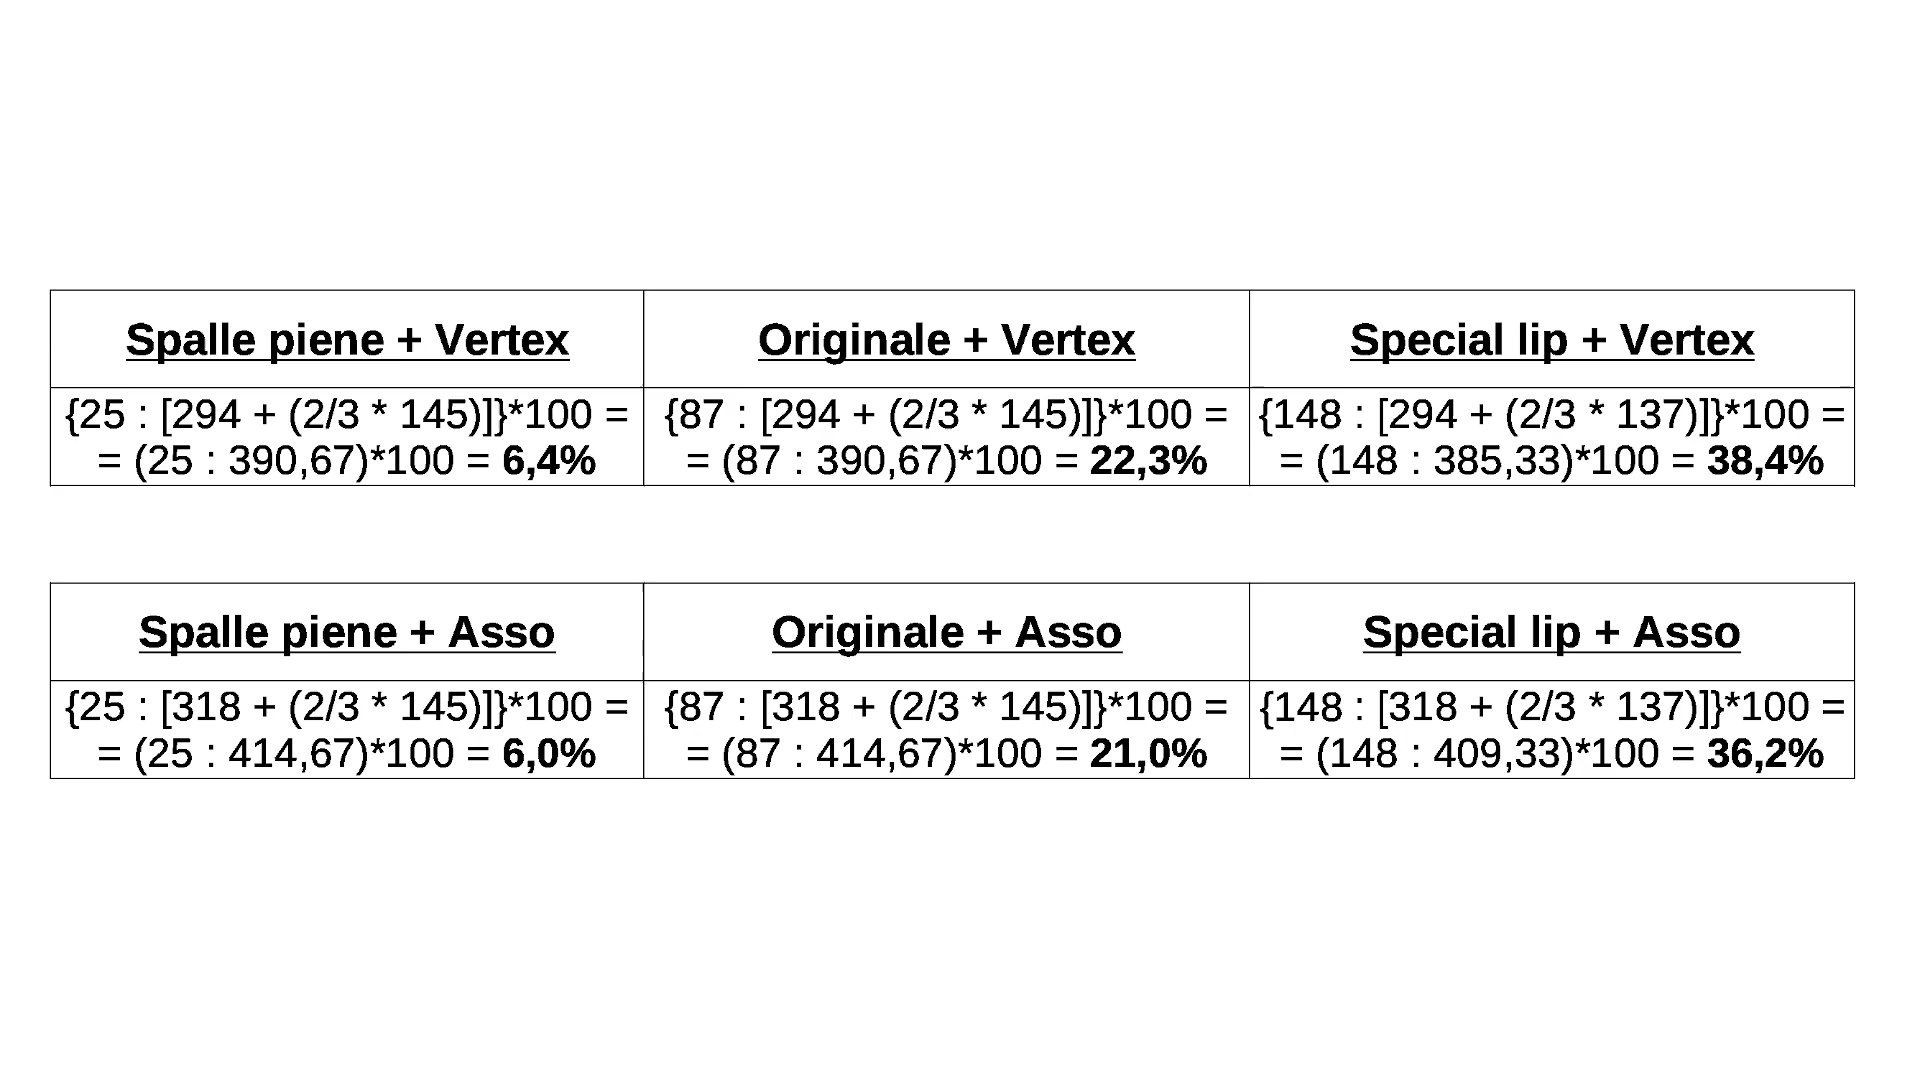 Spalle piene + Vertex
Originale + Vertex
Special lip + Vertex
{25 : [294 + (2/3 * 145)]}*100 =
= (25 : 390,67)*100 = 6,4%
{87 : [294 + (2/3 * 145)]}*100 =
= (87 : 390,67)*100 = 22,3%
{148 : [294 + (2/3 * 137)]}*100 =
= (148 : 385,33)*100 = 38,4%
Spalle piene + Asso
Originale + Asso
Special lip + Asso
{25 : [318 + (2/3 * 145)]}*100 =
= (25 : 414,67)*100 = 6,0%
{87 : [318 + (2/3 * 145)]}*100 =
= (87 : 414,67)*100 = 21,0%
{148 : [318 + (2/3 * 137)]}*100 =
= (148 : 409,33)*100 = 36,2%